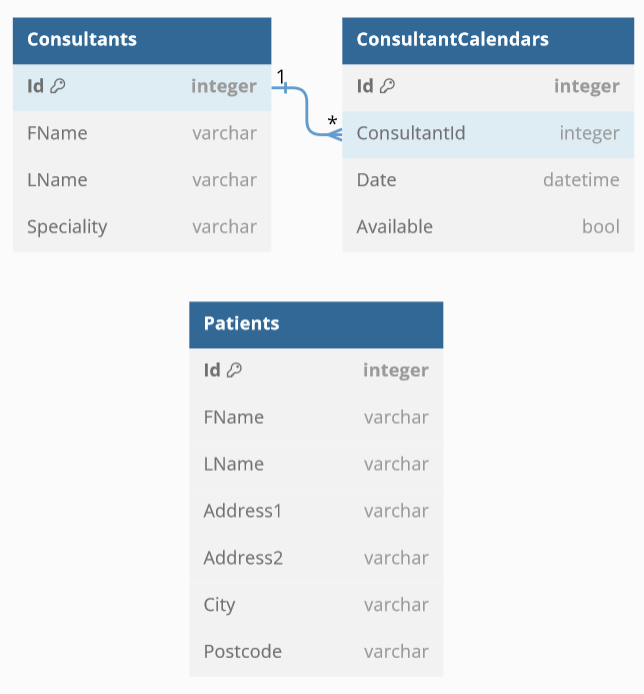 Consultants
Id integer
FName varchar
LName varchar
Speciality varchar
1
*
ConsultantCalendars
Id integer
ConsultantId integer
Date datetime
Available bool
Patients
Id integer
FName varchar
LName varchar
Address1 varchar
Address2 varchar
City varchar
Postcode varchar